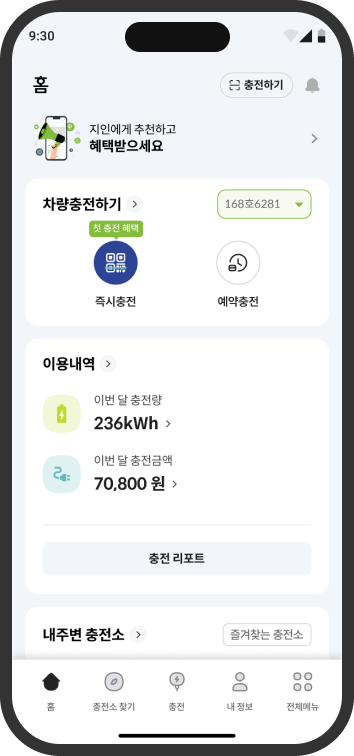 9:30
홈
충전하기
지인에게 추천하고
혜택받으세요
차량충전하기
168호6281
첫 충전 혜택
즉시충전
예약충전
이용내역
이번 달 충전량
236kWh
이번 달 충전금액
70,800 원
충전 리포트
내주변 충전소
즐겨찾는 충전소
홈
충전소 찾기
충전
내 정보
전체메뉴